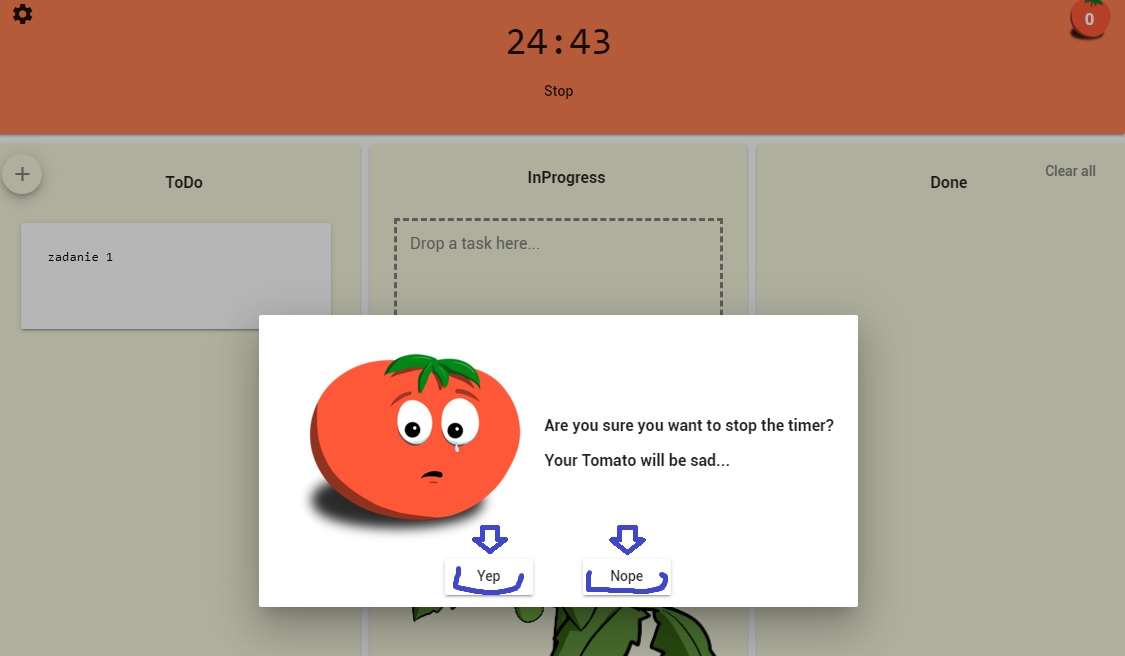 24:43
0
Stop
ToDo
InProgress
Done
Clear all
+
zadanie 1
Drop a task here...
Are you sure you want to stop the timer?
Your Tomato will be sad...
Yep
Nope